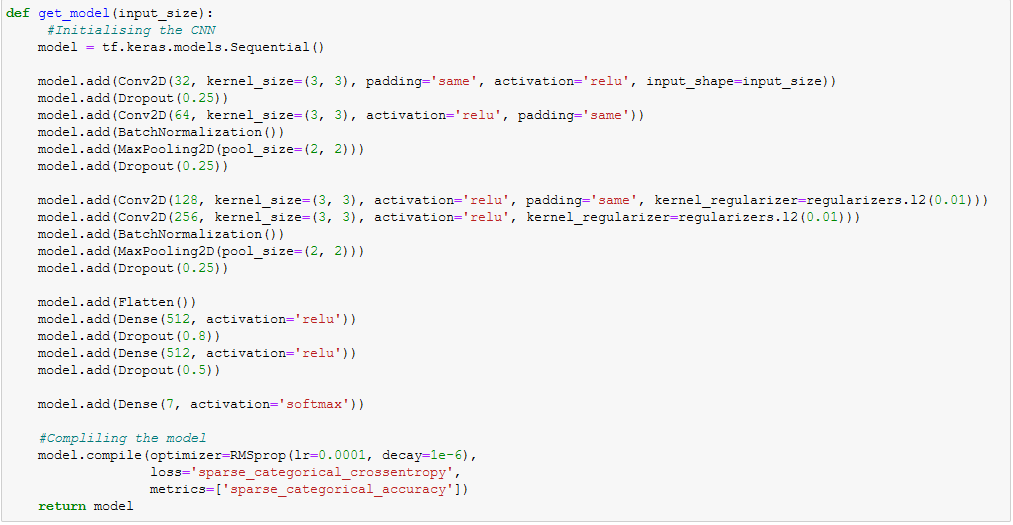 def get_model(input_size):
     #Initialising the CNN
    model = tf.keras.models.Sequential()

    model.add(Conv2D(32, kernel_size=(3, 3), padding='same', activation='relu', input_shape=input_size))
    model.add(Dropout(0.25))
    model.add(Conv2D(64, kernel_size=(3, 3), activation='relu', padding='same'))
    model.add(BatchNormalization())
    model.add(MaxPooling2D(pool_size=(2, 2)))
    model.add(Dropout(0.25))

    model.add(Conv2D(128, kernel_size=(3, 3), activation='relu', padding='same', kernel_regularizer=regularizers.l2(0.01)))
    model.add(Conv2D(256, kernel_size=(3, 3), activation='relu', kernel_regularizer=regularizers.l2(0.01)))
    model.add(BatchNormalization())
    model.add(MaxPooling2D(pool_size=(2, 2)))
    model.add(Dropout(0.25))

    model.add(Flatten())
    model.add(Dense(512, activation='relu'))
    model.add(Dropout(0.8))
    model.add(Dense(512, activation='relu'))
    model.add(Dropout(0.5))

    model.add(Dense(7, activation='softmax'))

    #Compliling the model
    model.compile(optimizer=RMSprop(lr=0.0001, decay=1e-6),
                  loss='sparse_categorical_crossentropy',
                  metrics=['sparse_categorical_accuracy'])
    return model